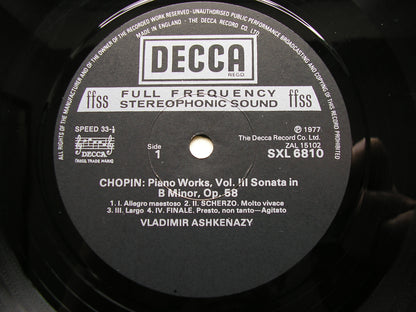 ALL RIGHTS OF THE MANUFACTURER AND OF THE OWNER OF THE RECORDED WORK RESERVED · UNAUTHORISED PUBLIC PERFORMANCE BROADCASTING AND COPYING OF THIS RECORD PROHIBITED
MADE IN ENGLAND · THE DECCA RECORD CO. LTD.
DECCA
REGD
ffss FULL FREQUENCY ffss
STEREOPHONIC SOUND
SPEED 33⅓
℗ 1977
The Decca Record Co. Ltd.
DECCA
Side
1
ZAL 15102
SXL 6810
CHOPIN: Piano Works, Vol. III Sonata in
B Minor, Op. 58
1. I. Allegro maestoso 2. II. SCHERZO. Molto vivace
3. III. Largo 4. IV. FINALE. Presto, non tanto—Agitato
VLADIMIR ASHKENAZY